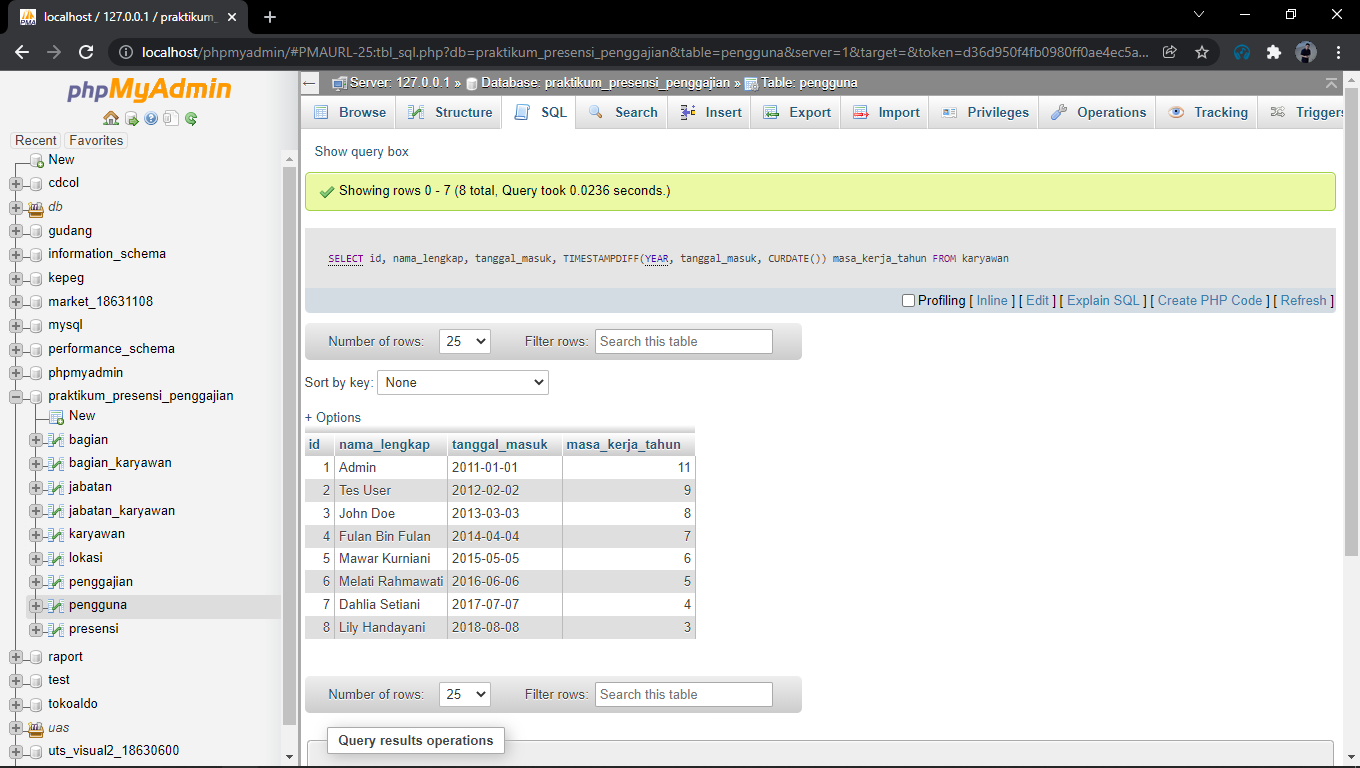 localhost / 127.0.0.1 / praktikum_
localhost/phpmyadmin/#PMAURL-25:tbl_sql.php?db=praktikum_presensi_penggajian&table=pengguna&server=1&target=&token=d36d950f4fb0980ff0ae4ec5a...
phpMyAdmin
Recent Favorites
New
cdcol
db
gudang
information_schema
kepeg
market_18631108
mysql
performance_schema
phpmyadmin
praktikum_presensi_penggajian
New
bagian
bagian_karyawan
jabatan
jabatan_karyawan
karyawan
lokasi
penggajian
pengguna
presensi
raport
test
tokoaldo
uas
uts_visual2_18630600
Server: 127.0.0.1 » Database: praktikum_presensi_penggajian » Table: pengguna
Browse Structure SQL Search Insert Export Import Privileges Operations Tracking Triggers
Show query box
Showing rows 0 - 7 (8 total, Query took 0.0236 seconds.)
SELECT id, nama_lengkap, tanggal_masuk, TIMESTAMPDIFF(YEAR, tanggal_masuk, CURDATE()) masa_kerja_tahun FROM karyawan
Profiling [ Inline ] [ Edit ] [ Explain SQL ] [ Create PHP Code ] [ Refresh ]
Number of rows: 25 Filter rows: Search this table
Sort by key: None
+ Options
id nama_lengkap tanggal_masuk masa_kerja_tahun
1 Admin 2011-01-01 11
2 Tes User 2012-02-02 9
3 John Doe 2013-03-03 8
4 Fulan Bin Fulan 2014-04-04 7
5 Mawar Kurniani 2015-05-05 6
6 Melati Rahmawati 2016-06-06 5
7 Dahlia Setiani 2017-07-07 4
8 Lily Handayani 2018-08-08 3
Number of rows: 25 Filter rows: Search this table
Query results operations